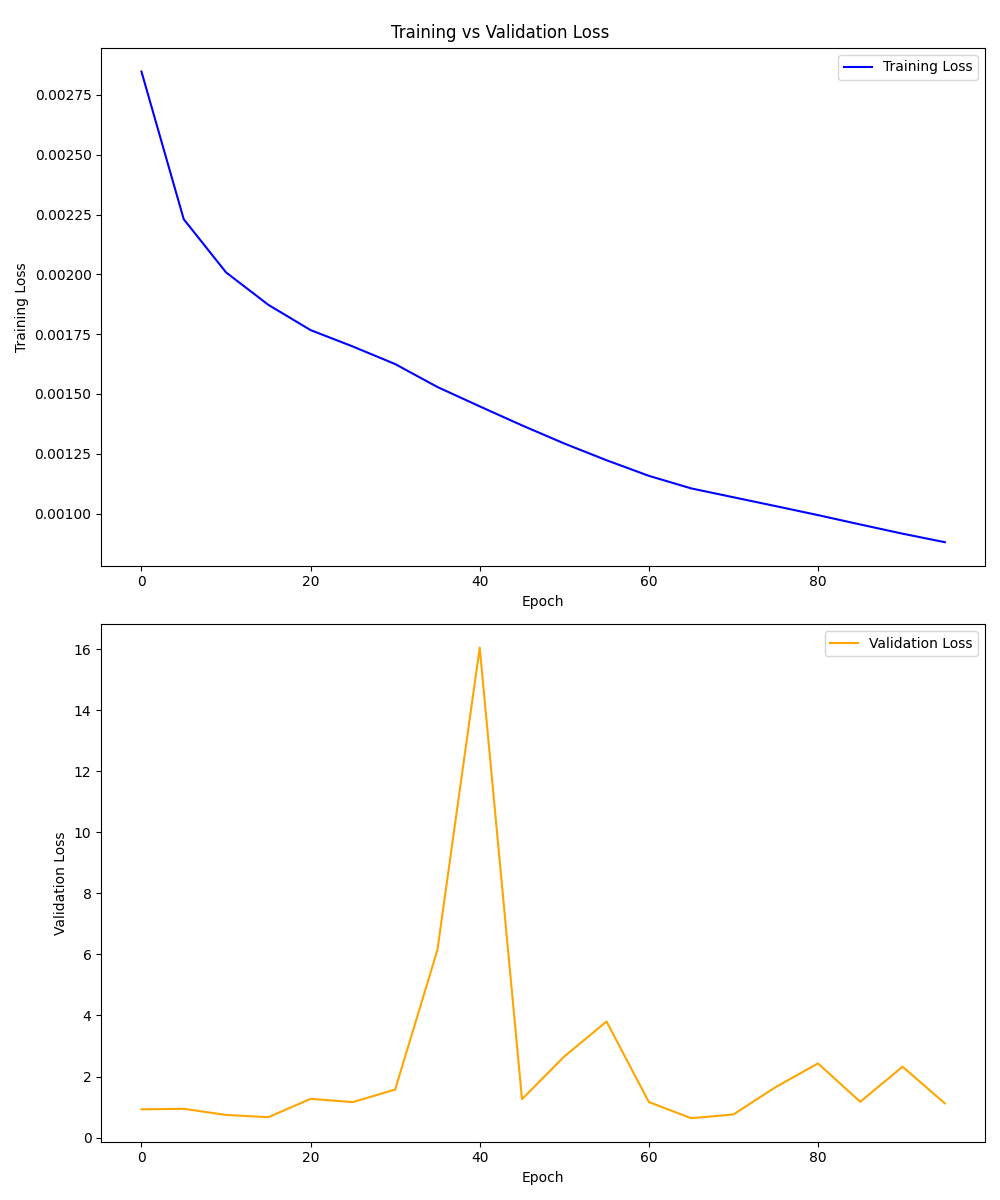 Training vs Validation Loss
Training Loss
0.00275
0.00250
0.00225
0.00200
0.00175
0.00150
0.00125
0.00100
Training Loss
0 20 40 60 80
Epoch
Validation Loss
16
14
12
10
8
6
4
2
0
Validation Loss
0 20 40 60 80
Epoch